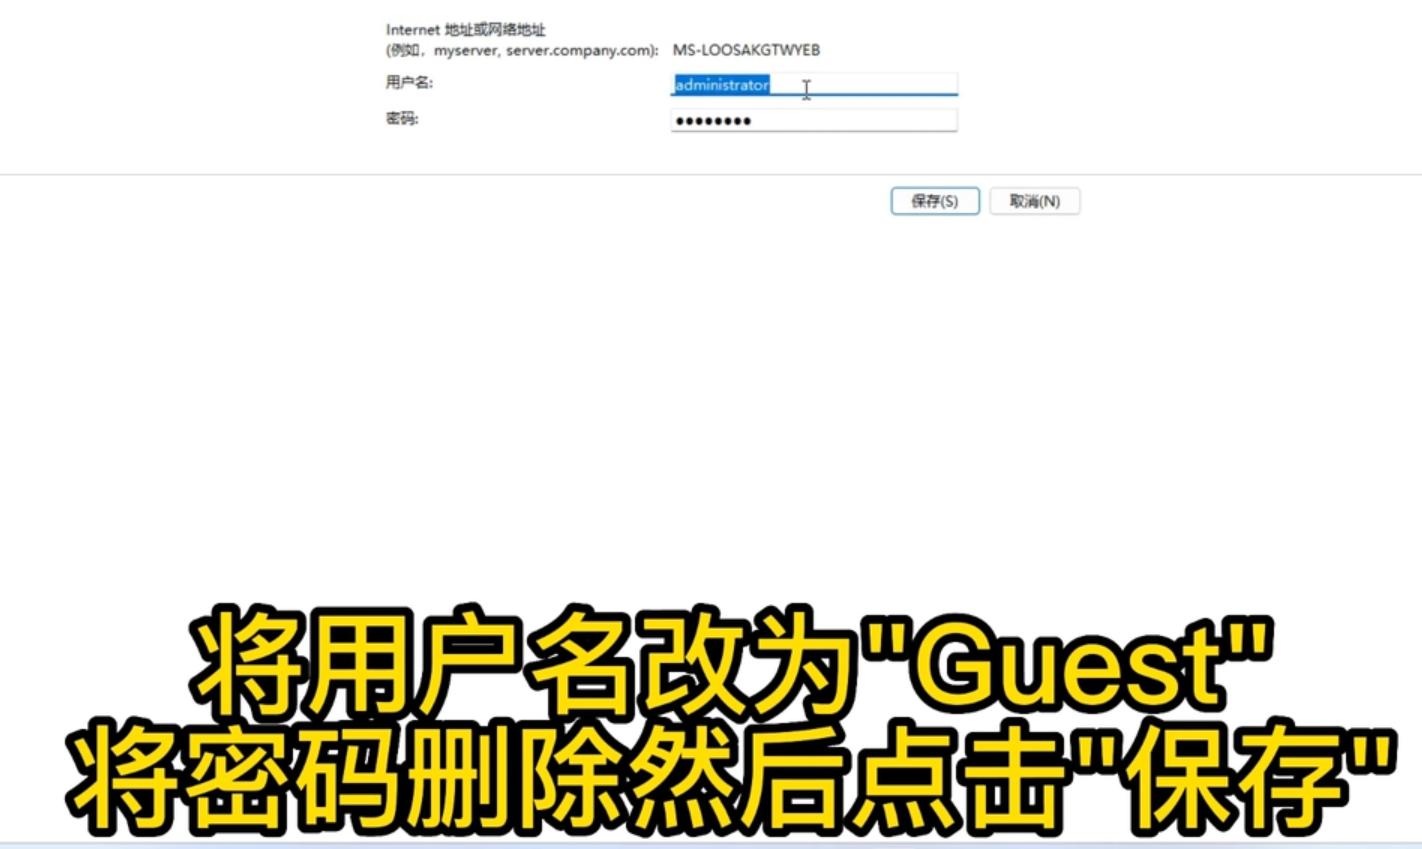 Internet 地址或网络地址
(例如，myserver, server.company.com): MS-LOOSAKGTWYEB
用户名: administrator
密码: ••••••••
保存(S) 取消(N)
将用户名改为"Guest"
将密码删除然后点击"保存"